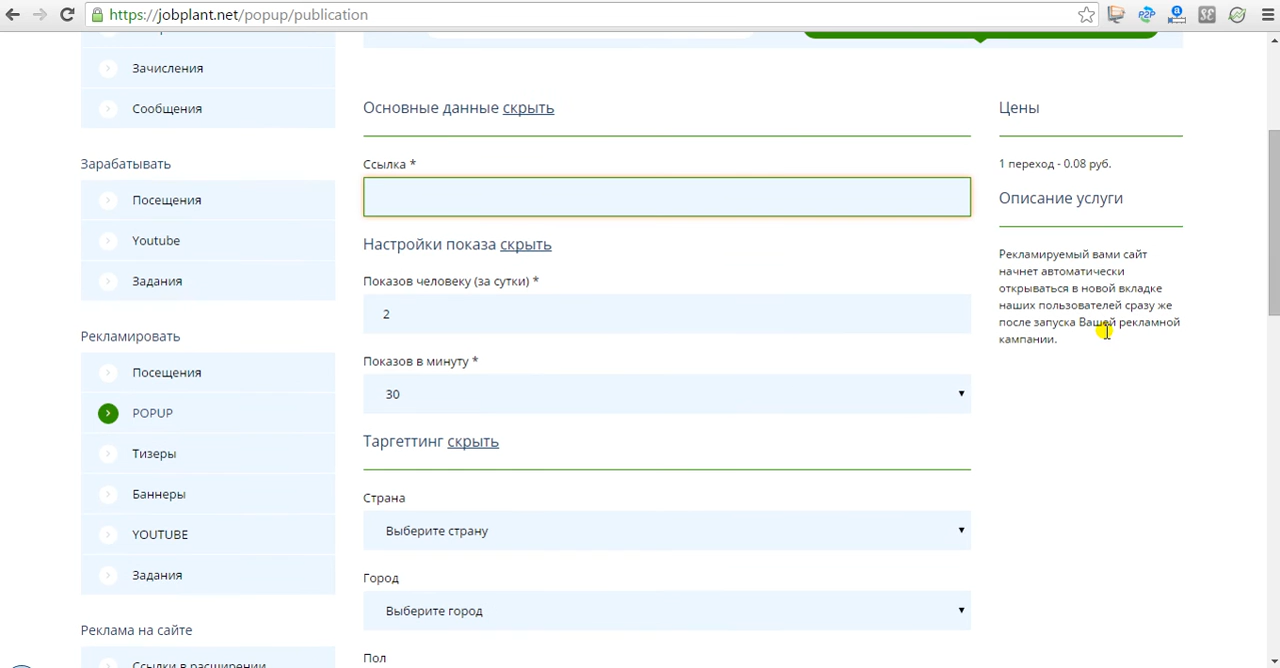 https://jobplant.net/popup/publication
Зачисления
Сообщения
Зарабатывать
Посещения
Youtube
Задания
Рекламировать
Посещения
POPUP
Тизеры
Баннеры
YOUTUBE
Задания
Реклама на сайте
Ссылки в расширении
Основные данные скрыть
Ссылка *
Настройки показа скрыть
Показов человеку (за сутки) *
2
Показов в минуту *
30
Таргеттинг скрыть
Страна
Выберите страну
Город
Выберите город
Пол
Цены
1 переход - 0.08 руб.
Описание услуги
Рекламируемый вами сайт
начнет автоматически
открываться в новой вкладке
наших пользователей сразу же
после запуска Вашей рекламной
кампании.